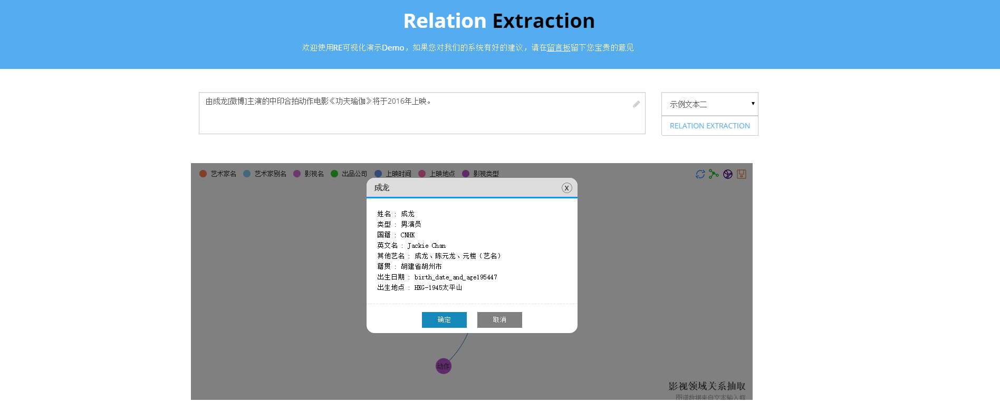 Relation Extraction
欢迎使用RE可视化演示Demo，如果您对我们的系统有好的建议，请在留言板留下您宝贵的意见
由成龙[微博]主演的中印合拍动作电影《功夫瑜伽》将于2016年上映。
示例文本二
RELATION EXTRACTION
艺术家名 艺术家别名 影视名 出品公司 上映时间 上映地点 影视类型
成龙
X
姓名 : 成龙
类型 : 男演员
国籍 : CNHK
英文名 : Jackie Chan
其他艺名 : 成龙、陈元龙、元楼（艺名）
籍贯 : 胡建省胡州市
出生日期 : birth_date_and_age195447
出生地点 : HKG-1945太平山
确定 取消
动作
影视领域关系抽取
图谱数据来自文本输入框